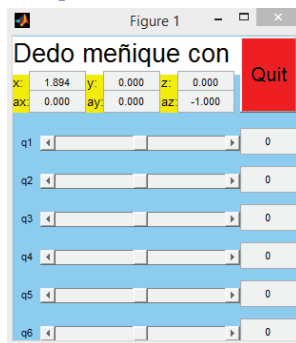 Figure 1
Dedo meñique con
Quit
x: 1.894 y: 0.000 z: 0.000
ax: 0.000 ay: 0.000 az: -1.000
q1 0
q2 0
q3 0
q4 0
q5 0
q6 0